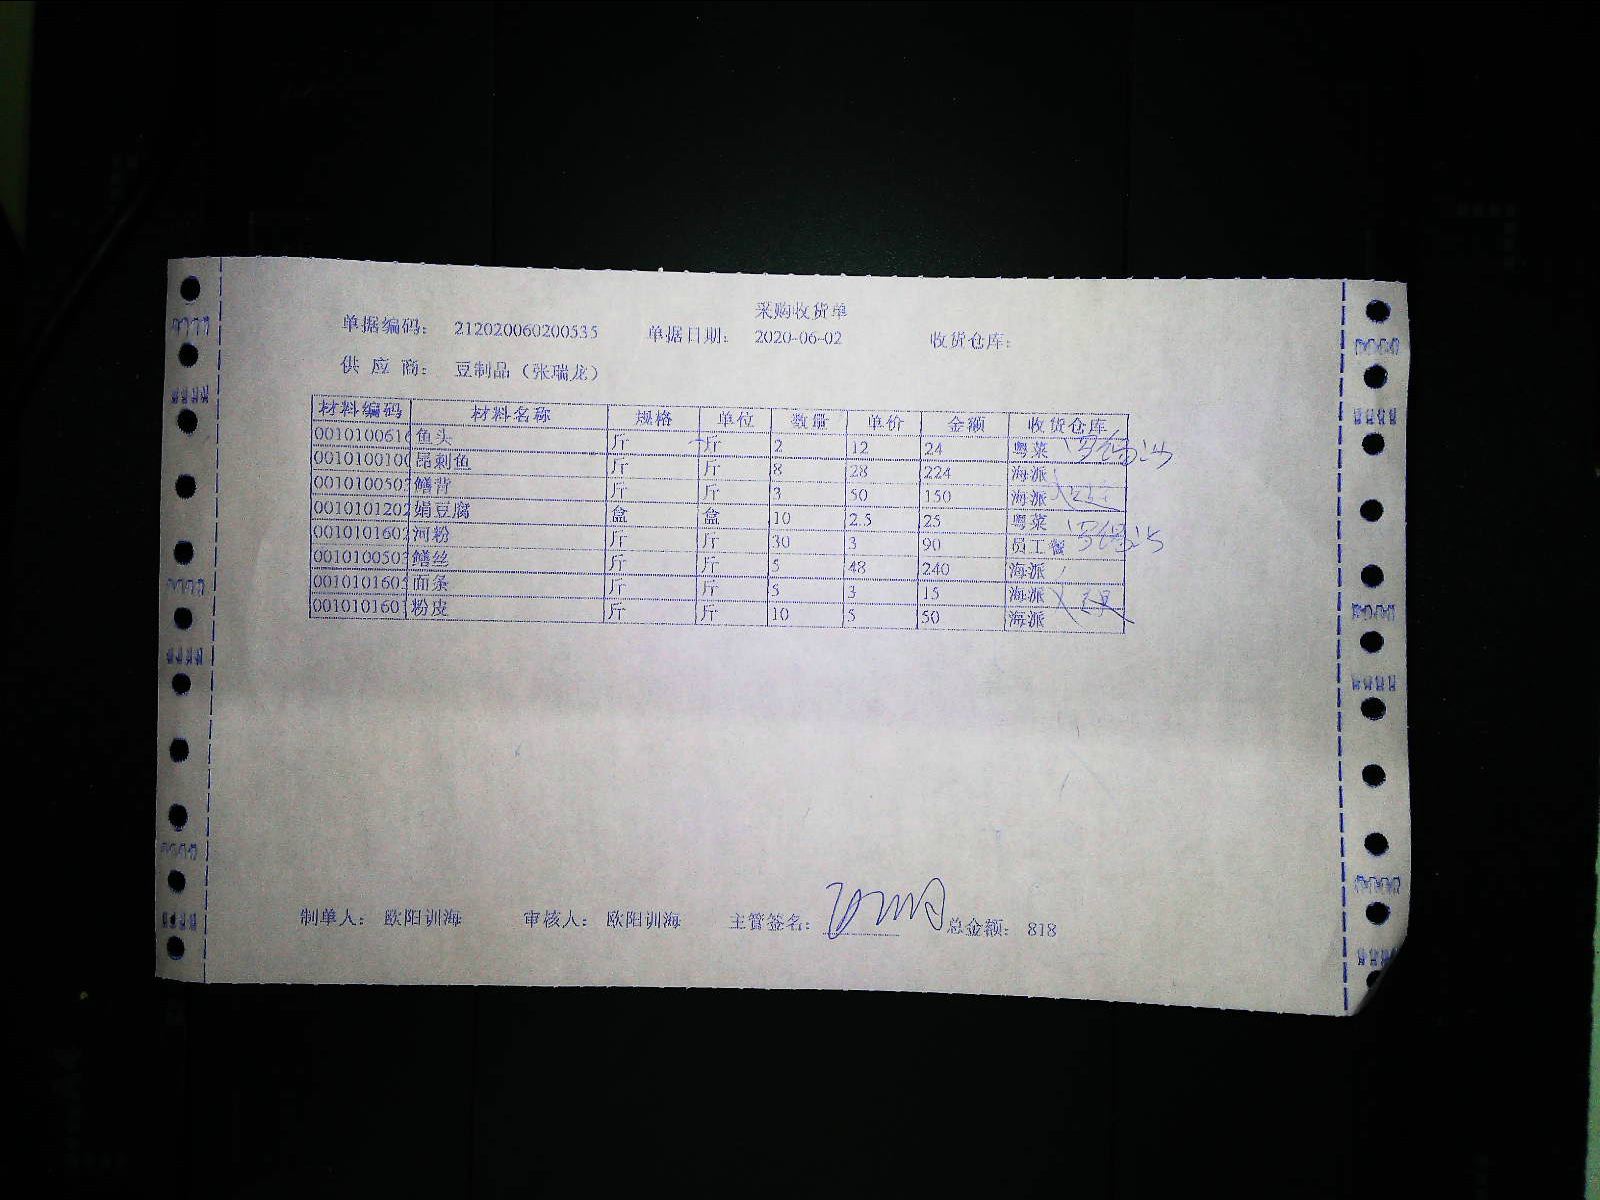 采购收货单
单据编码： 212020060200535 单据日期： 2020-06-02 收货仓库：
供 应 商： 豆制品（张瑞龙）
材料编码 材料名称 规格 单位 数量 单价 金额 收货仓库
0010100616 鱼头 斤 斤 2 12 24 粤菜
001010010 昂刺鱼 斤 斤 8 28 224 海派
001010050 鳝背 斤 斤 3 50 150 海派
001010120 娟豆腐 盒 盒 10 2.5 25 粤菜
001010160 河粉 斤 斤 30 3 90 员工餐
001010050 鳝丝 斤 斤 5 48 240 海派
001010160 面条 斤 斤 5 3 15 海派
001010160 粉皮 斤 斤 10 5 50 海派
制单人： 欧阳训海 审核人： 欧阳训海 主管签名： 总金额： 818